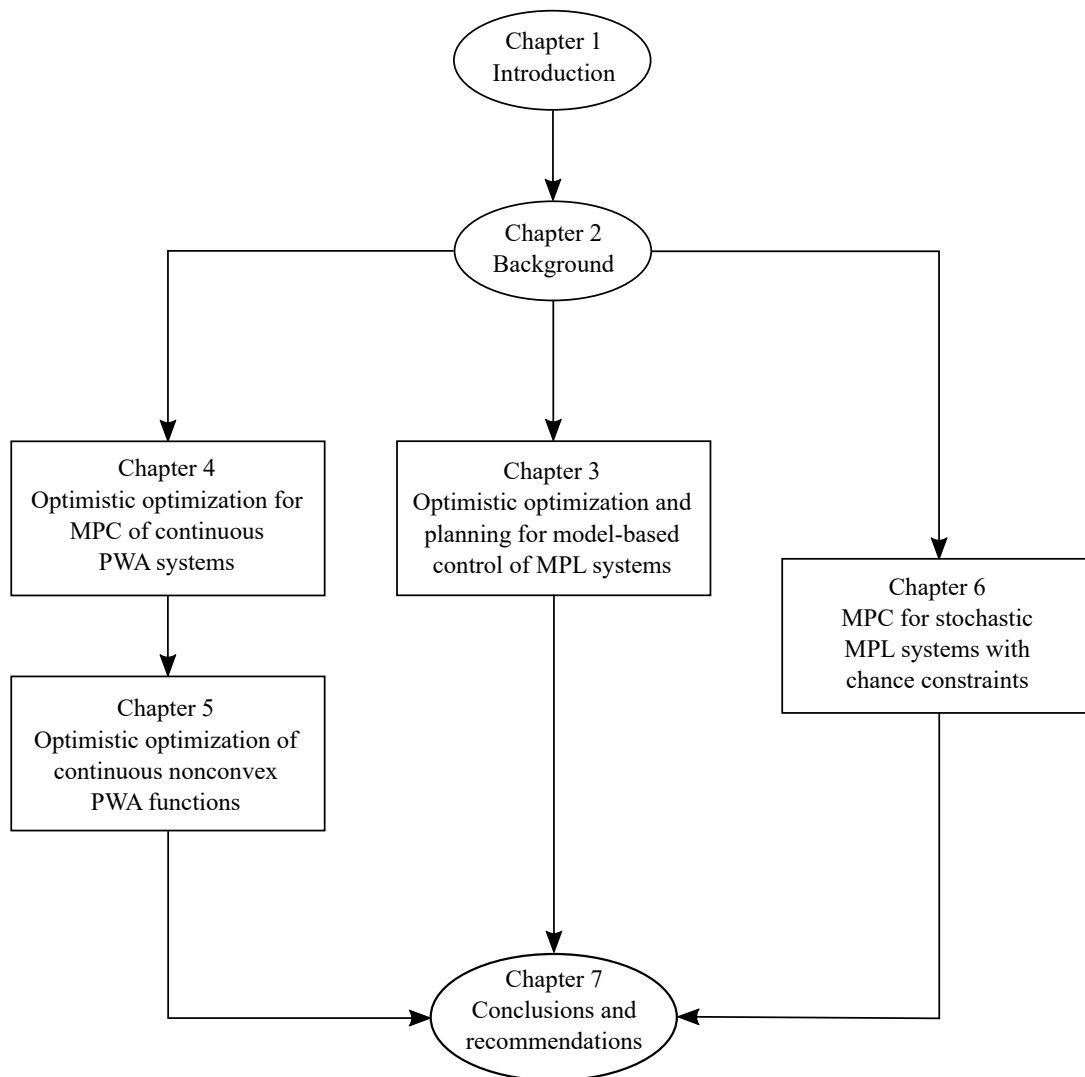 Chapter 1
Introduction
Chapter 2
Background
Chapter 4
Optimistic optimization for
MPC of continuous
PWA systems
Chapter 3
Optimistic optimization and
planning for model-based
control of MPL systems
Chapter 6
MPC for stochastic
MPL systems with
chance constraints
Chapter 5
Optimistic optimization of
continuous nonconvex
PWA functions
Chapter 7
Conclusions and
recommendations